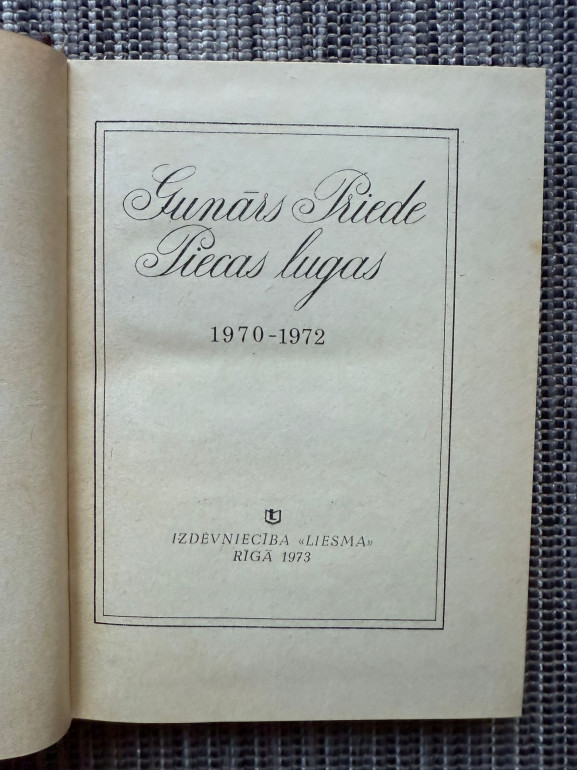 Gunārs Priede
Piecas lugas
1970-1972
IZDEVNIECĪBA «LIESMA»
RĪGĀ 1973